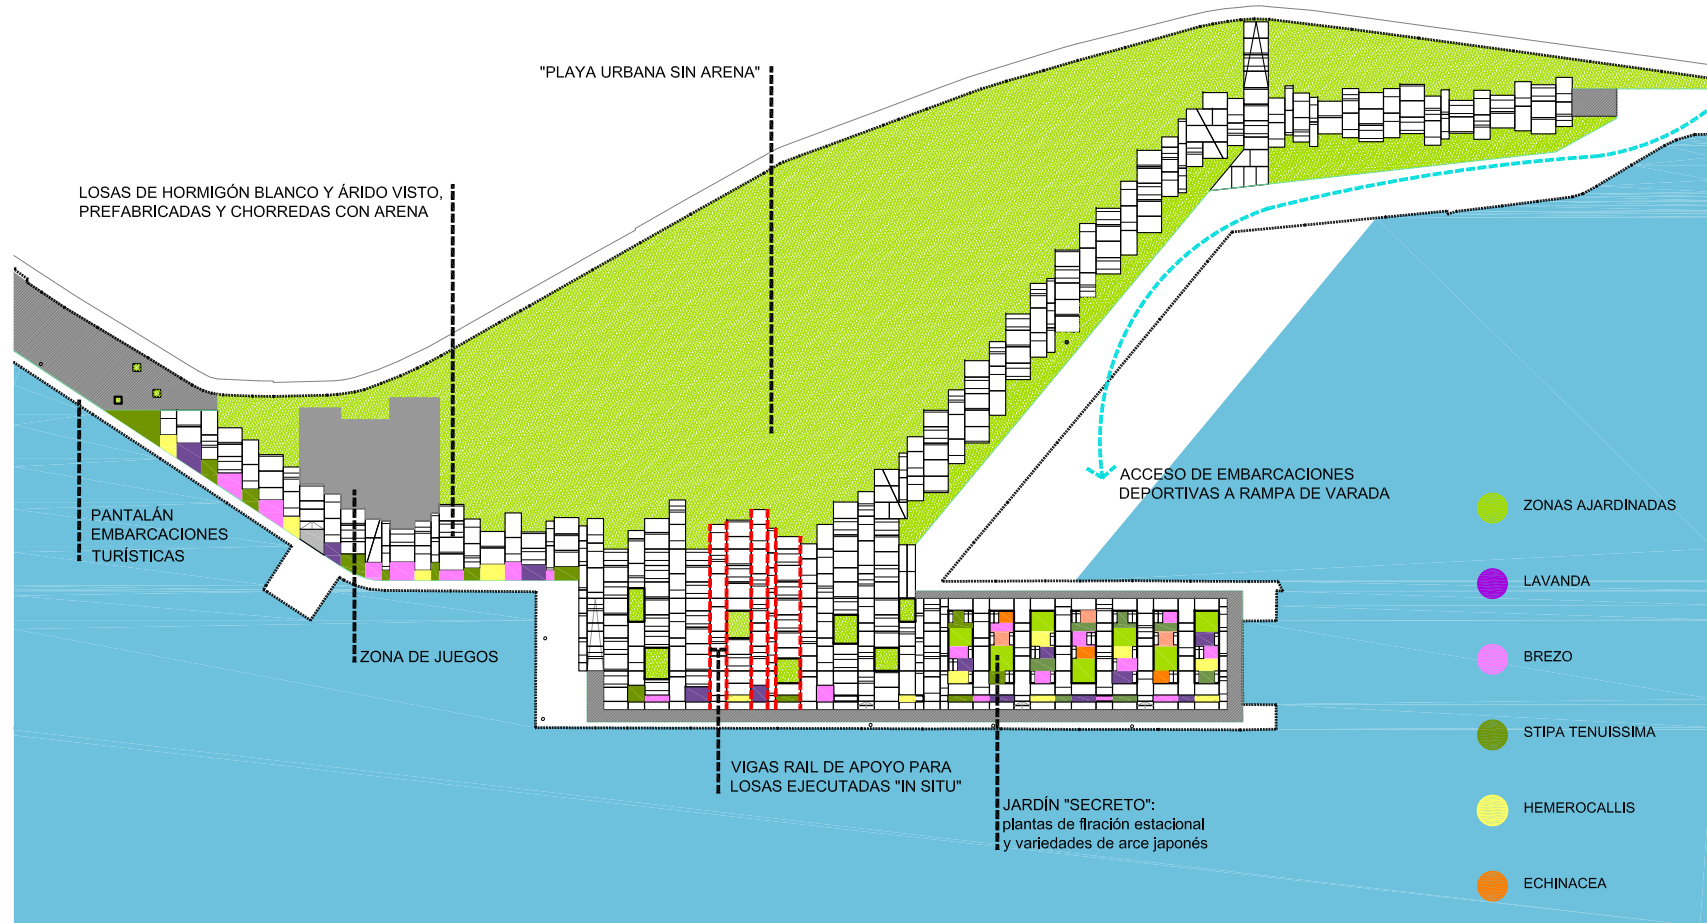 "PLAYA URBANA SIN ARENA"
LOSAS DE HORMIGÓN BLANCO Y ÁRIDO VISTO,
PREFABRICADAS Y CHORREDAS CON ARENA
ACCESO DE EMBARCACIONES
DEPORTIVAS A RAMPA DE VARADA
PANTALÁN
EMBARCACIONES
TURÍSTICAS
ZONA DE JUEGOS
VIGAS RAIL DE APOYO PARA
LOSAS EJECUTADAS "IN SITU"
JARDÍN "SECRETO":
plantas de flración estacional
y variedades de arce japonés
ZONAS AJARDINADAS
LAVANDA
BREZO
STIPA TENUISSIMA
HEMEROCALLIS
ECHINACEA